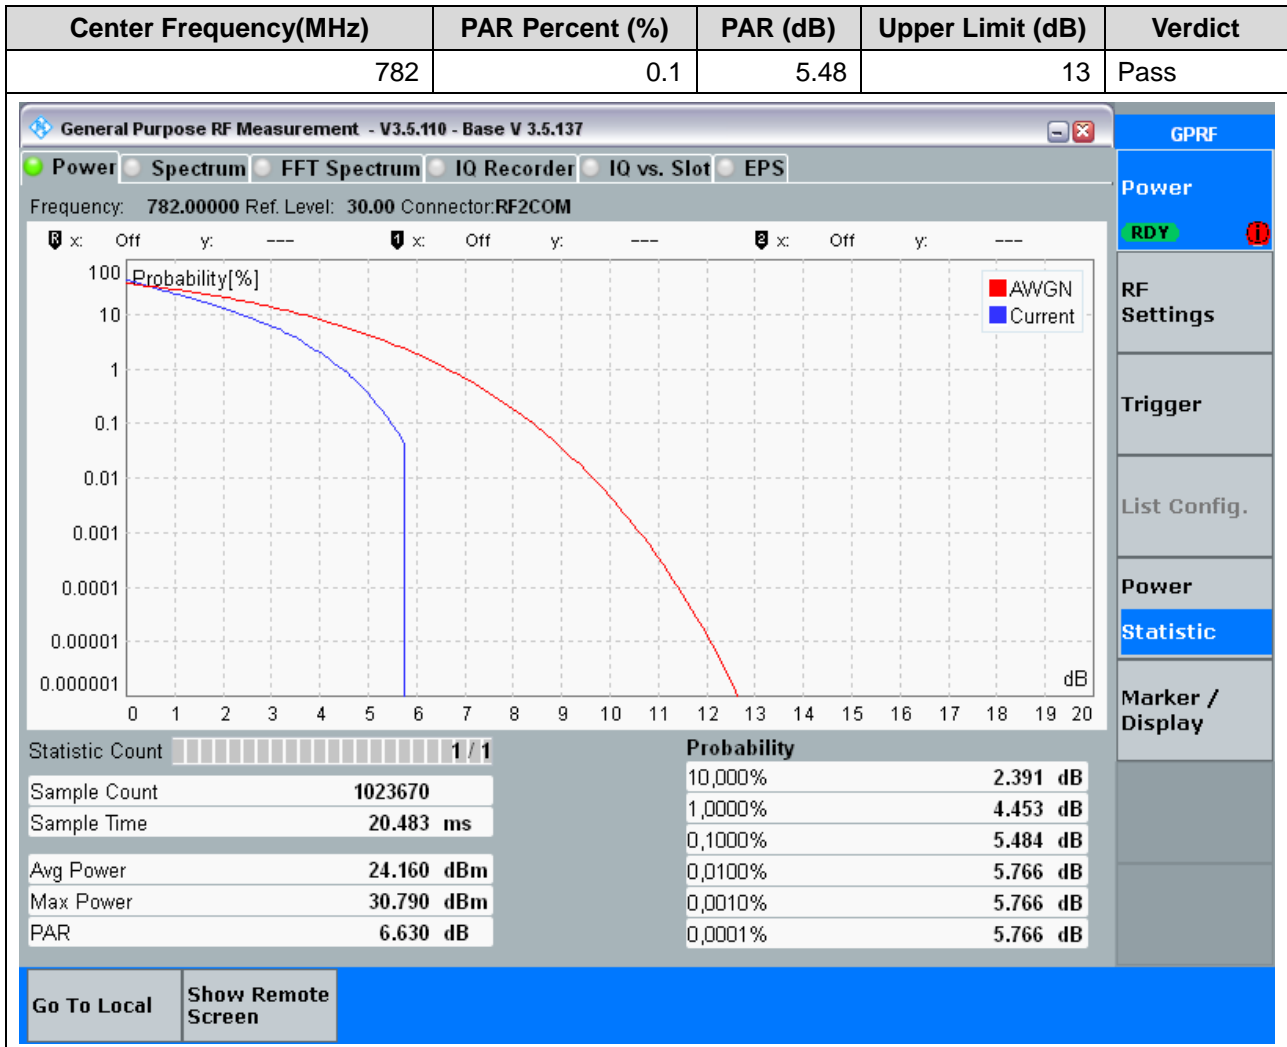 Center Frequency(MHz) PAR Percent (%) PAR (dB) Upper Limit (dB) Verdict
782 0.1 5.48 13 Pass
General Purpose RF Measurement - V3.5.110 - Base V 3.5.137
GPRF
Power Spectrum FFT Spectrum IQ Recorder IQ vs. Slot EPS
Power
RDY
Frequency: 782.00000 Ref. Level: 30.00 Connector:RF2COM
R x: Off y: --- 1 x: Off y: --- 2 x: Off y: ---
Probability[%]
AWGN
Current
100
10
1
0.1
0.01
0.001
0.0001
0.00001
0.000001
dB
0 1 2 3 4 5 6 7 8 9 10 11 12 13 14 15 16 17 18 19 20
RF
Settings
Trigger
List Config.
Power
Statistic
Marker /
Display
Statistic Count 1 / 1
Sample Count 1023670
Sample Time 20.483 ms
Avg Power 24.160 dBm
Max Power 30.790 dBm
PAR 6.630 dB
Probability
10,000% 2.391 dB
1,0000% 4.453 dB
0,1000% 5.484 dB
0,0100% 5.766 dB
0,0010% 5.766 dB
0,0001% 5.766 dB
Go To Local
Show Remote
Screen